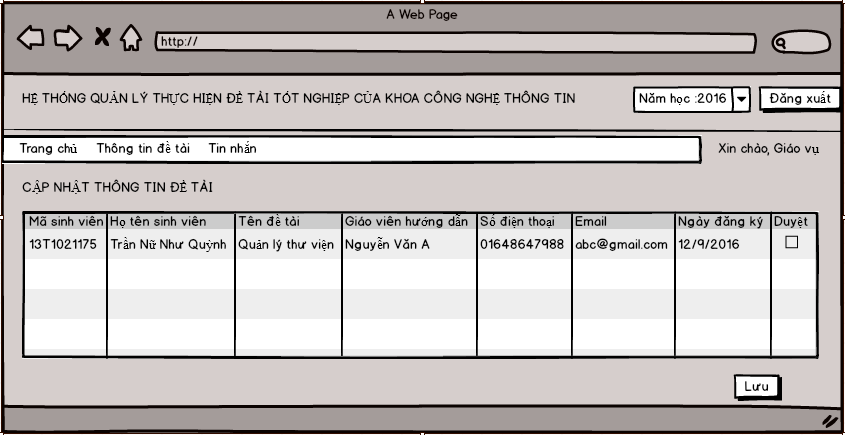 A Web Page
http://
HỆ THỐNG QUẢN LÝ THỰC HIỆN ĐỀ TÀI TỐT NGHIỆP CỦA KHOA CÔNG NGHỆ THÔNG TIN
Năm học :2016
Đăng xuất
Trang chủ Thông tin đề tài Tin nhắn
Xin chào, Giáo vụ
CẬP NHẬT THÔNG TIN ĐỀ TÀI
Mã sinh viên Họ tên sinh viên Tên đề tài Giáo viên hướng dẫn Số điện thoại Email Ngày đăng ký Duyệt
13T1021175 Trần Nữ Như Quỳnh Quản lý thư viện Nguyễn Văn A 01648647988 abc@gmail.com 12/9/2016
Lưu